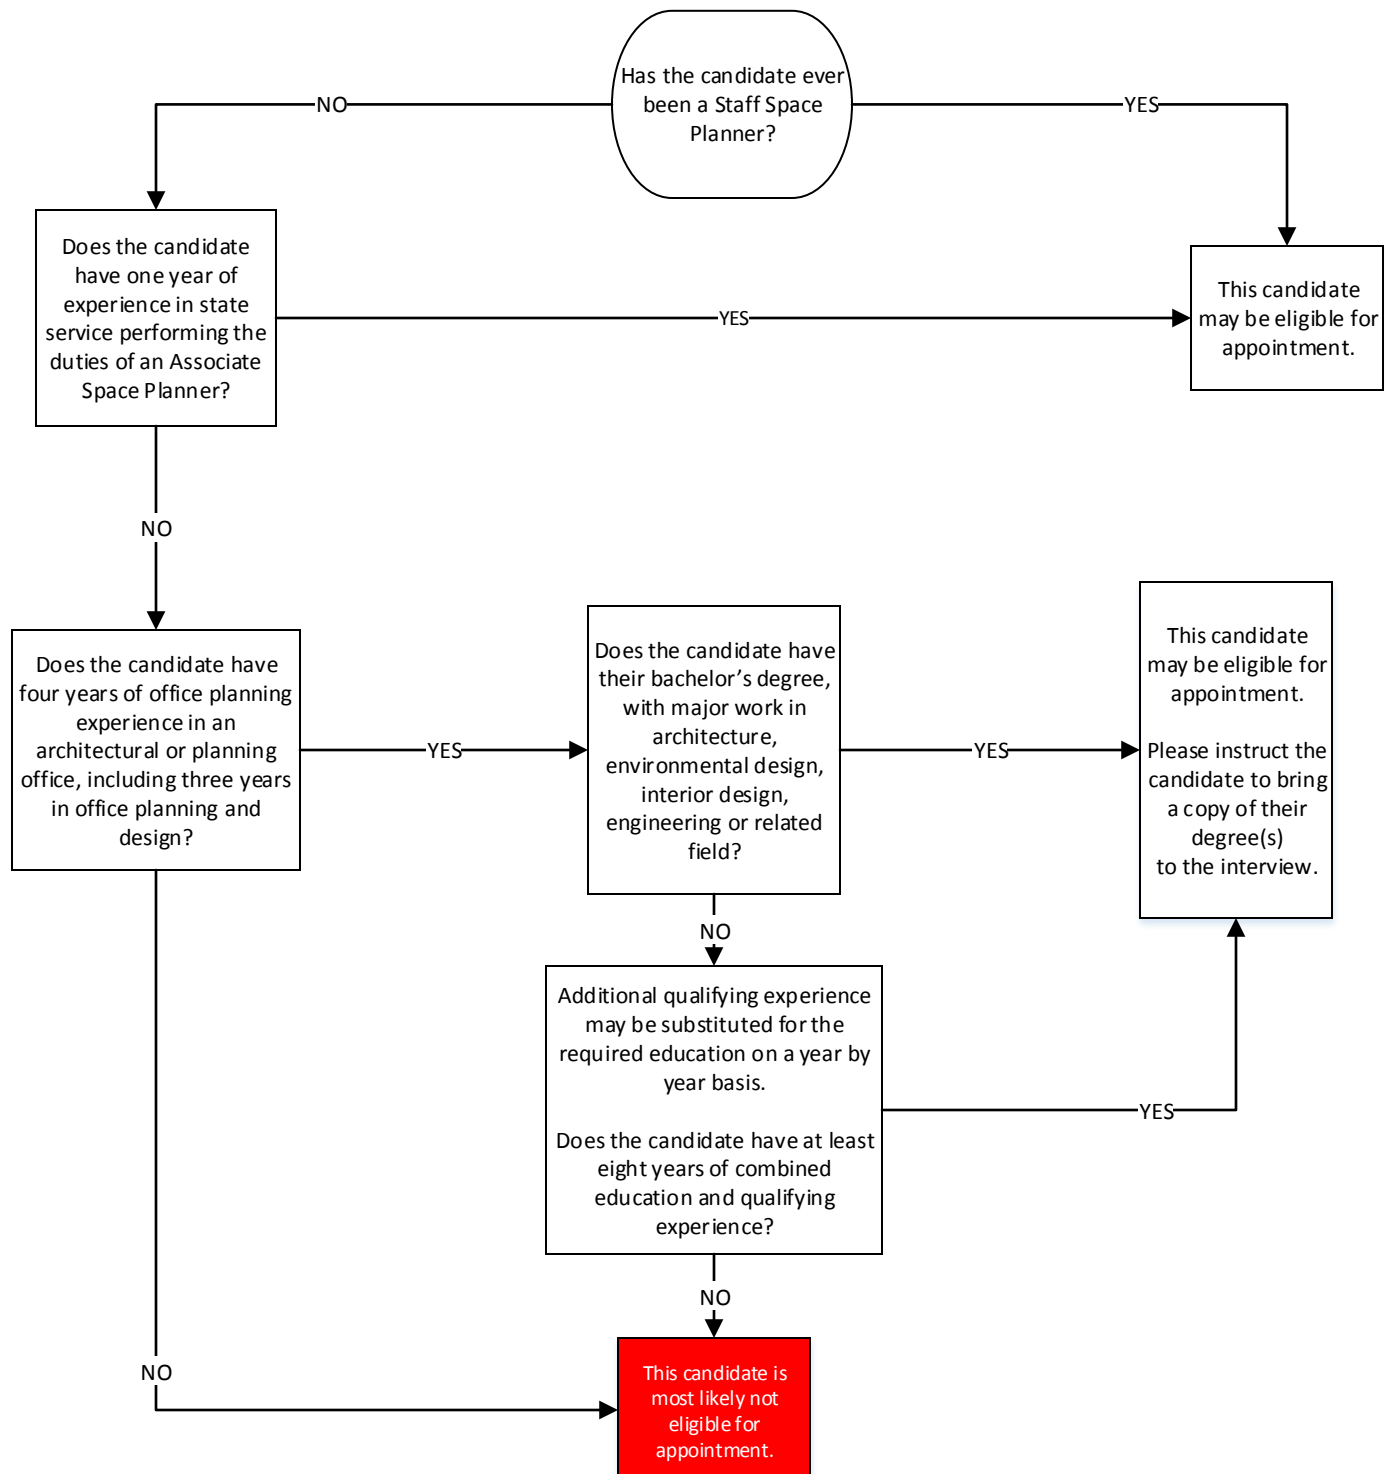 Has the candidate ever
been a Staff Space
Planner?
NO
YES
Does the candidate
have one year of
experience in state
service performing the
duties of an Associate
Space Planner?
YES
This candidate
may be eligible for
appointment.
NO
Does the candidate have
four years of office planning
experience in an
architectural or planning
office, including three years
in office planning and
design?
YES
Does the candidate have
their bachelor’s degree,
with major work in
architecture,
environmental design,
interior design,
engineering or related
field?
YES
This candidate
may be eligible for
appointment.
Please instruct the
candidate to bring
a copy of their
degree(s)
to the interview.
NO
Additional qualifying experience
may be substituted for the
required education on a year by
year basis.
Does the candidate have at least
eight years of combined
education and qualifying
experience?
YES
NO
NO
This candidate is
most likely not
eligible for
appointment.